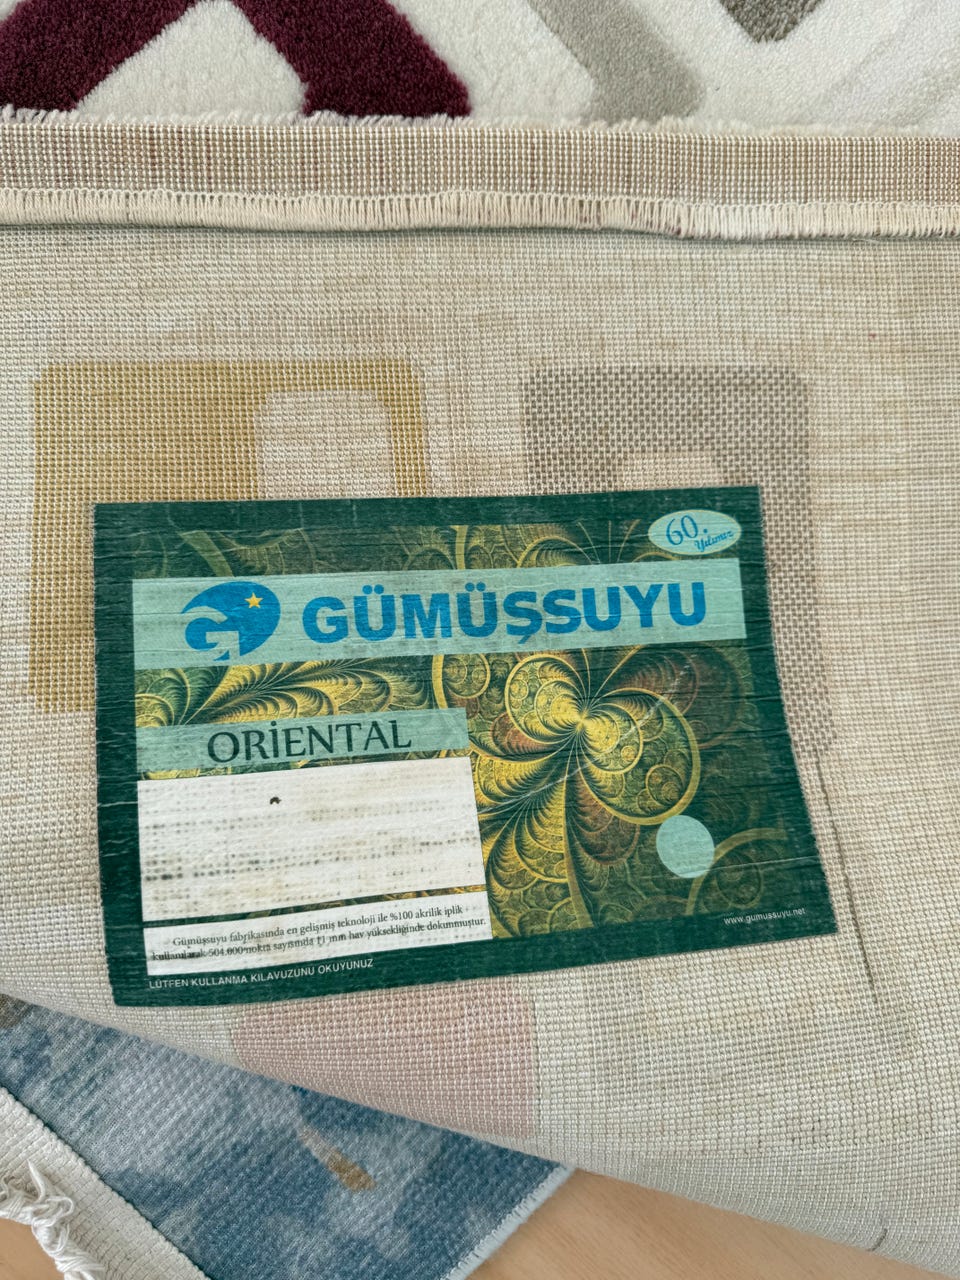 60.
Yılımız
GÜMÜŞSUYU
ORİENTAL
Gümüşsuyu fabrikasında en gelişmiş teknoloji ile %100 akrilik iplik
kullanılarak 504.000 nokta sayısında 11 mm hav yüksekliğinde dokunmuştur.
www.gumussuyu.net
LÜTFEN KULLANMA KILAVUZUNU OKUYUNUZ